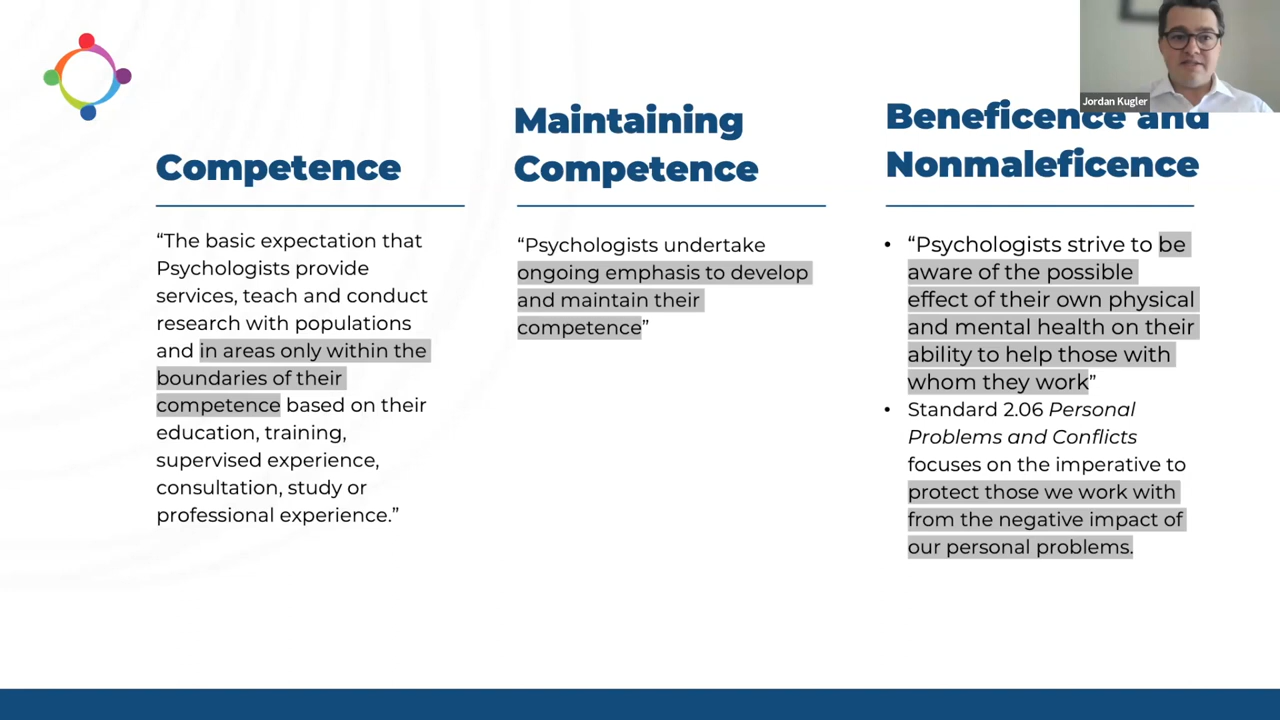 Jordan Kugler
Competence
“The basic expectation that
Psychologists provide
services, teach and conduct
research with populations
and in areas only within the
boundaries of their
competence based on their
education, training,
supervised experience,
consultation, study or
professional experience.”
Maintaining
Competence
“Psychologists undertake
ongoing emphasis to develop
and maintain their
competence”
Beneficence and
Nonmaleficence
• “Psychologists strive to be
aware of the possible
effect of their own physical
and mental health on their
ability to help those with
whom they work”
• Standard 2.06 Personal
Problems and Conflicts
focuses on the imperative to
protect those we work with
from the negative impact of
our personal problems.